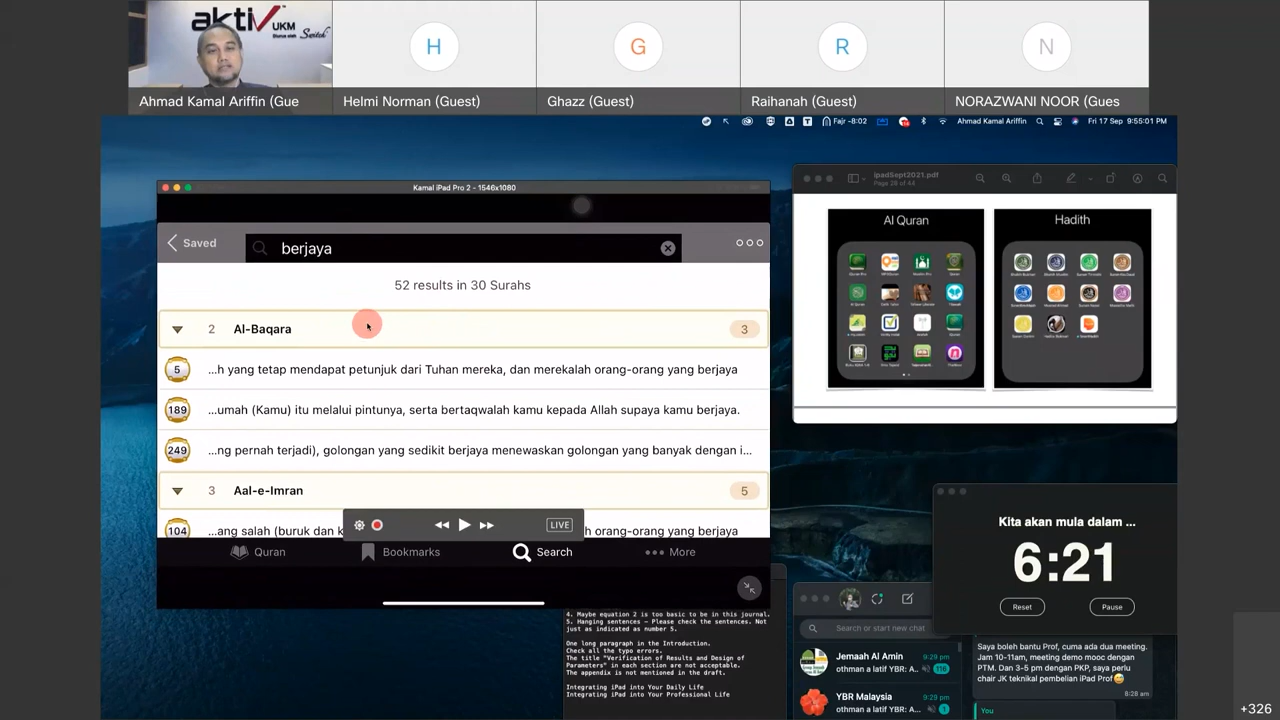 aktiv
UKM
Diurus oleh Switch
H
G
R
N
Ahmad Kamal Ariffin (Gue
Helmi Norman (Guest)
Ghazz (Guest)
Raihanah (Guest)
NORAZWANI NOOR (Gues
Fajr -8:02
Ahmad Kamal Ariffin
Fri 17 Sep 9:55:01 PM
Kamal iPad Pro 2 - 1546x1080
Saved
berjaya
52 results in 30 Surahs
2 Al-Baqara 3
5 ...h yang tetap mendapat petunjuk dari Tuhan mereka, dan merekalah orang-orang yang berjaya
189 ...umah (Kamu) itu melalui pintunya, serta bertaqwalah kamu kepada Allah supaya kamu berjaya.
249 ...ng pernah terjadi), golongan yang sedikit berjaya menewaskan golongan yang banyak dengan i...
3 Aal-e-Imran 5
104 ...ang salah (buruk dan k
h orang-orang yang berjaya
LIVE
Quran
Bookmarks
Search
More
ipadSept2021.pdf
Page 28 of 44
Al Quran
Hadith
Kita akan mula dalam ...
6:21
Reset
Pause
4. Maybe equation 2 is too basic to be in this journal.
5. Hanging sentences – Please check the sentences. Not
just as indicated as number 5.
One long paragraph in the Introduction.
Check all the typo errors.
The title "Verification of Results and Design of
Parameters" in each section are not acceptable.
The appendix is not mentioned in the draft.
Integrating iPad into Your Daily Life
Integrating iPad into Your Professional Life
Search or start new chat
Jemaah Al Amin 9:29 pm
othman a latif YBR: A.. 116
YBR Malaysia 9:29 pm
othman a latif YBR: A.. 1
Saya boleh bantu Prof, cuma ada dua meeting.
Jam 10-11am, meeting demo mooc dengan
PTM. Dan 3-5 pm dengan PKP, saya perlu
chair JK teknikal pembelian iPad Prof
8:28 am
You
+326